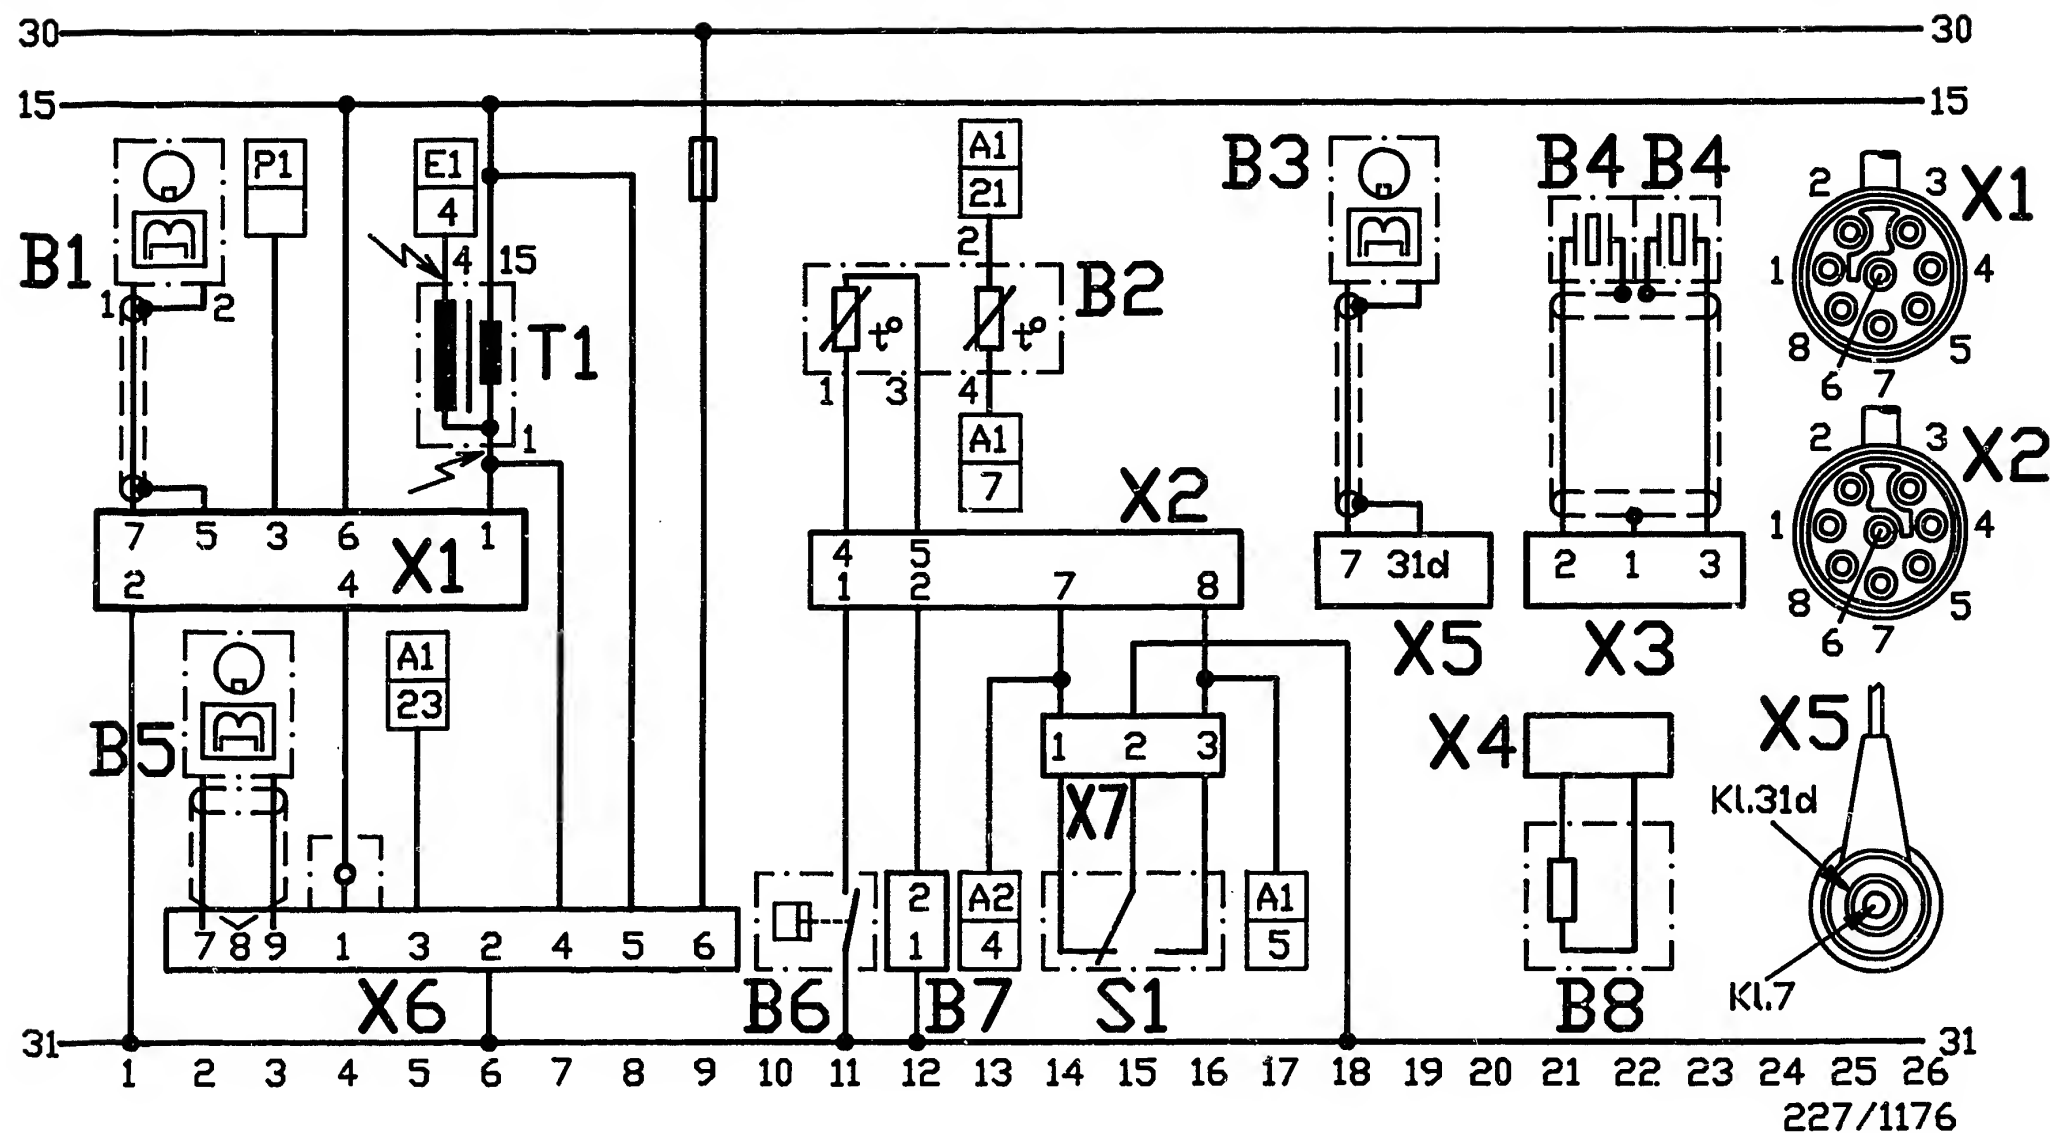 30 30
15 15
P1
E1
4
A1
21
B3
B4 B4
2 3
X1
B1
1 2
4 15
T1
1
2
t°
t°
B2
1 3 4
A1
7
1 4
8 5
6 7
2 3
X2
1 4
8 5
6 7
X2
7 5 3 6 1
X1
2 4
4 5
1 2 7 8
7 31d
X5
2 1 3
X3
B5
A1
23
1 2 3
X7
X4
X5
Kl.31d
Kl.7
7 8 9 1 3 2 4 5 6
X6
B6
2
1
B7
A2
4
S1
A1
5
B8
31 31
1 2 3 4 5 6 7 8 9 10 11 12 13 14 15 16 17 18 19 20 21 22 23 24 25 26
227/1176